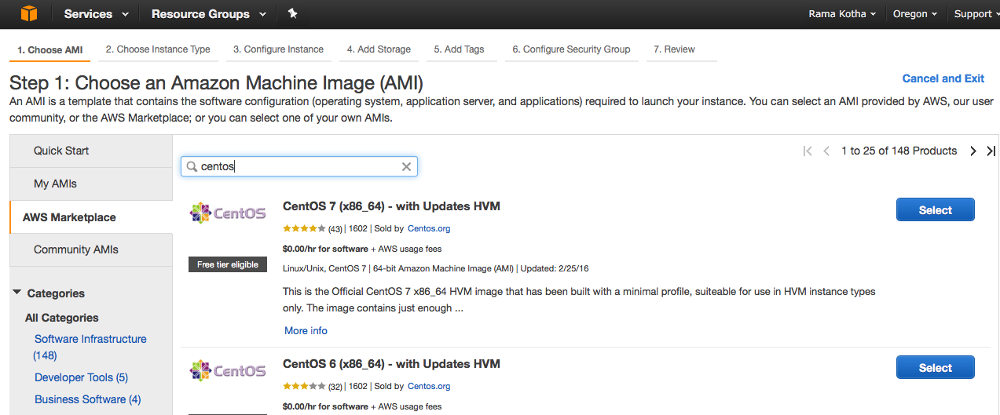 Services Resource Groups Rama Kotha Oregon Support
1. Choose AMI 2. Choose Instance Type 3. Configure Instance 4. Add Storage 5. Add Tags 6. Configure Security Group 7. Review
Step 1: Choose an Amazon Machine Image (AMI) Cancel and Exit
An AMI is a template that contains the software configuration (operating system, application server, and applications) required to launch your instance. You can select an AMI provided by AWS, our user
community, or the AWS Marketplace; or you can select one of your own AMIs.
Quick Start
My AMIs
AWS Marketplace
Community AMIs
Categories
All Categories
Software Infrastructure
(148)
Developer Tools (5)
Business Software (4)
1 to 25 of 148 Products
centos
CentOS
Free tier eligible
CentOS 7 (x86_64) - with Updates HVM
(43) | 1602 | Sold by Centos.org
$0.00/hr for software + AWS usage fees
Linux/Unix, CentOS 7 | 64-bit Amazon Machine Image (AMI) | Updated: 2/25/16
This is the Official CentOS 7 x86_64 HVM image that has been built with a minimal profile, suiteable for use in HVM instance types
only. The image contains just enough ...
More info
Select
CentOS
CentOS 6 (x86_64) - with Updates HVM
(32) | 1602 | Sold by Centos.org
$0.00/hr for software + AWS usage fees
Select